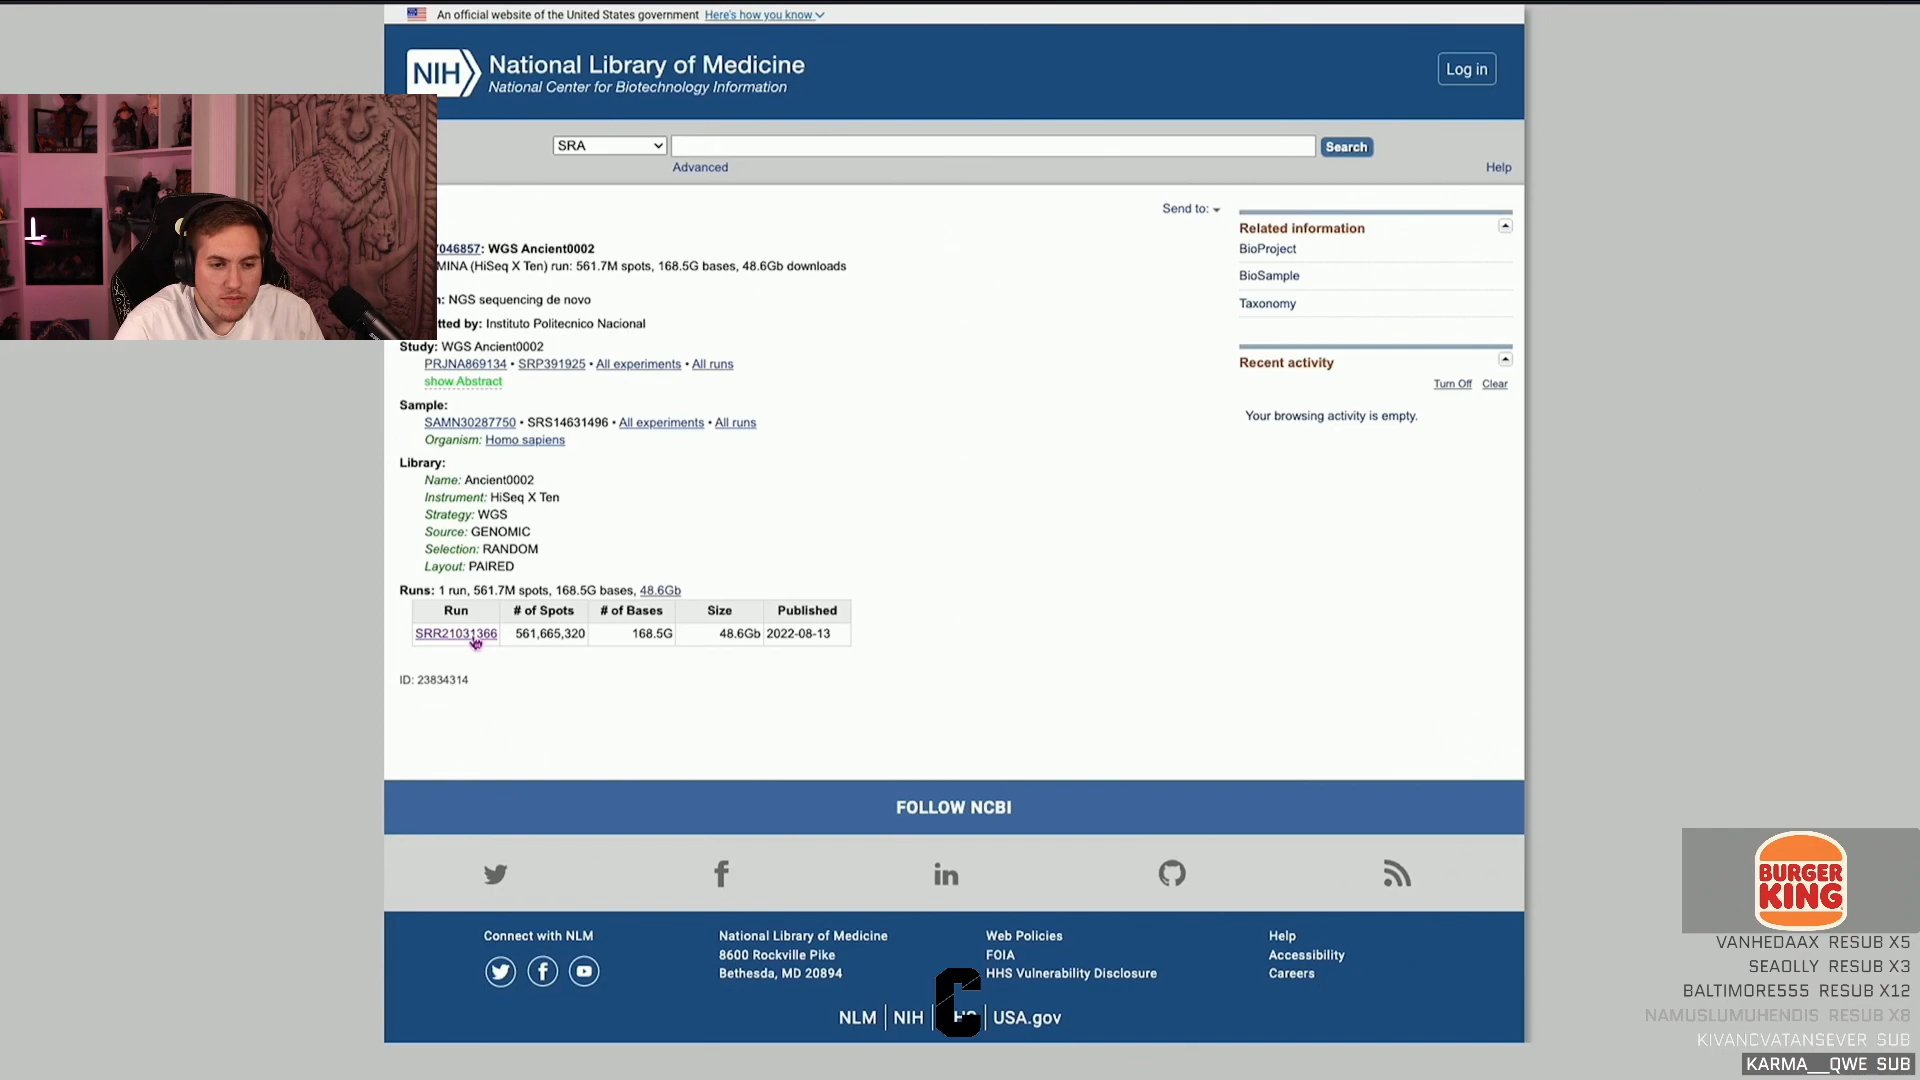 An official website of the United States government Here's how you know
NIH National Library of Medicine
National Center for Biotechnology Information
Log in
SRA
Search
Advanced
Help
Send to:
7046857: WGS Ancient0002
MINA (HiSeq X Ten) run: 561.7M spots, 168.5G bases, 48.6Gb downloads
n: NGS sequencing de novo
tted by: Instituto Politecnico Nacional
Study: WGS Ancient0002
PRJNA869134 • SRP391925 • All experiments • All runs
show Abstract
Sample:
SAMN30287750 • SRS14631496 • All experiments • All runs
Organism: Homo sapiens
Library:
Name: Ancient0002
Instrument: HiSeq X Ten
Strategy: WGS
Source: GENOMIC
Selection: RANDOM
Layout: PAIRED
Runs: 1 run, 561.7M spots, 168.5G bases, 48.6Gb
Run # of Spots # of Bases Size Published
SRR21031366 561,665,320 168.5G 48.6Gb 2022-08-13
ID: 23834314
Related information
BioProject
BioSample
Taxonomy
Recent activity
Turn Off Clear
Your browsing activity is empty.
FOLLOW NCBI
Connect with NLM
National Library of Medicine
8600 Rockville Pike
Bethesda, MD 20894
Web Policies
FOIA
HHS Vulnerability Disclosure
Help
Accessibility
Careers
NLM NIH HHS USA.gov
BURGER
KING
VANHEDAAX RESUB X5
SEAOLLY RESUB X3
BALTIMORE555 RESUB X12
NAMUSLUMUHENDIS RESUB X8
KIVANCVATANSEVER SUB
KARMA__QWE SUB